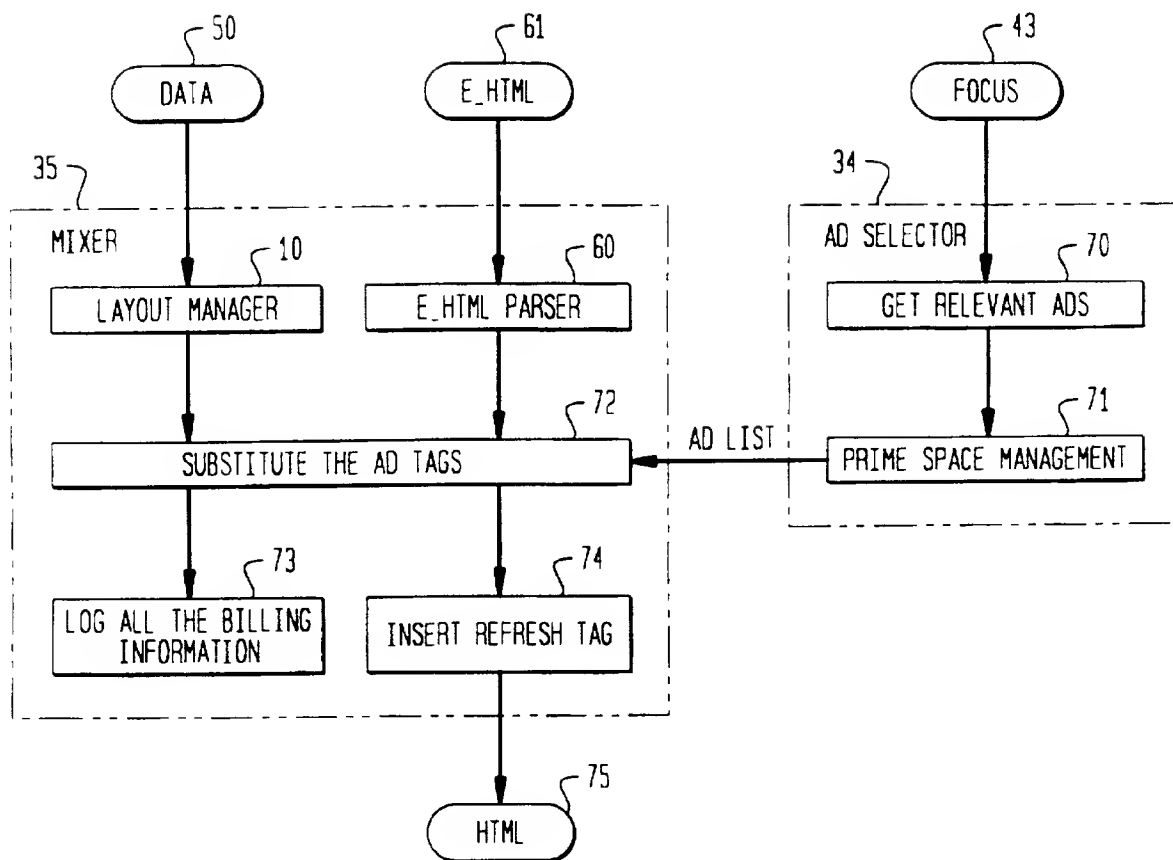 50
61
43
DATA
E_HTML
FOCUS
35
34
MIXER
AD SELECTOR
10
60
70
LAYOUT MANAGER
E_HTML PARSER
GET RELEVANT ADS
72
71
SUBSTITUTE THE AD TAGS
AD LIST
PRIME SPACE MANAGEMENT
73
74
LOG ALL THE BILLING
INFORMATION
INSERT REFRESH TAG
75
HTML